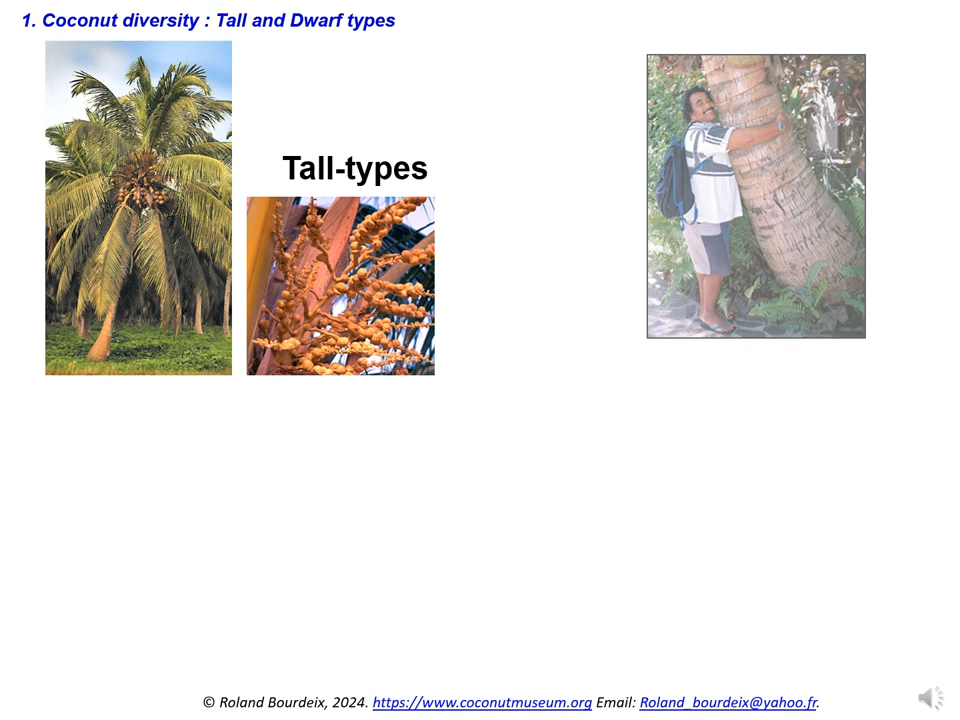 1. Coconut diversity : Tall and Dwarf types
Tall-types
© Roland Bourdeix, 2024. https://www.coconutmuseum.org Email: Roland_bourdeix@yahoo.fr.